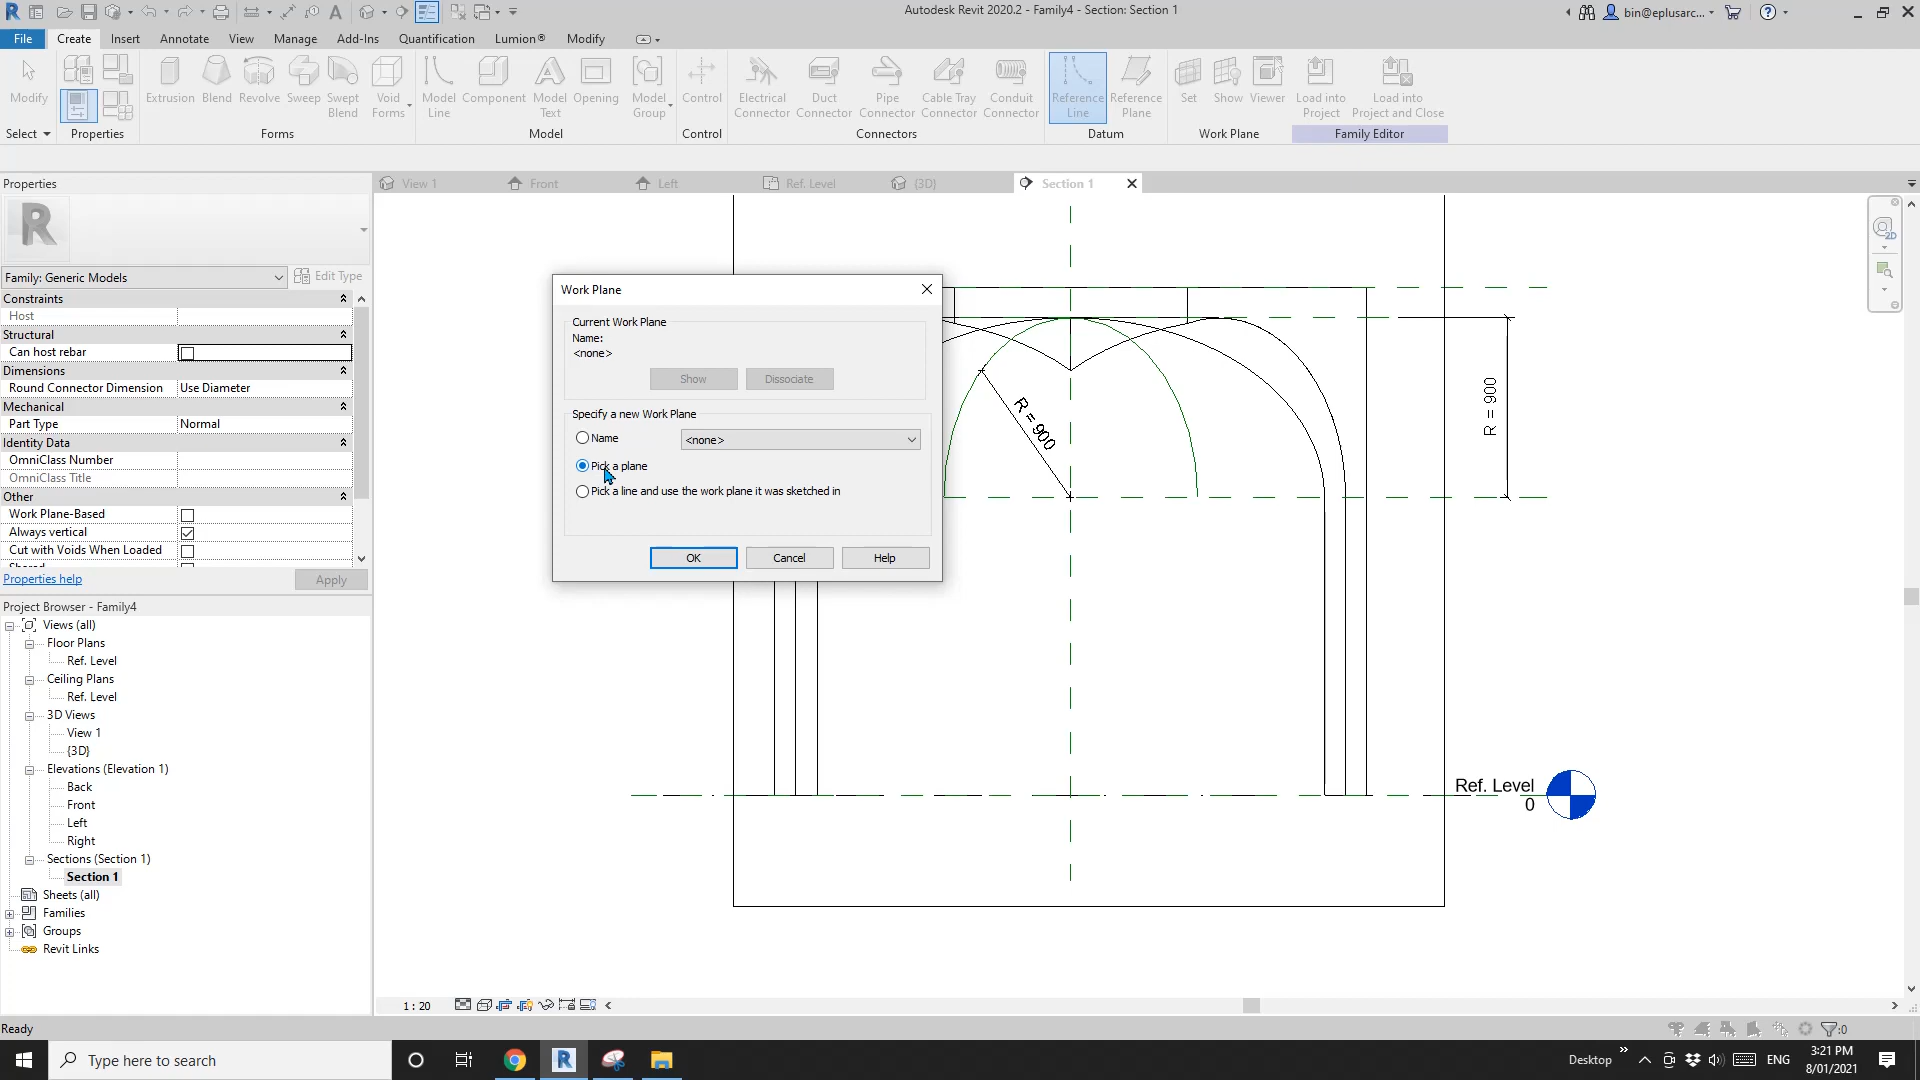 Autodesk Revit 2020.2 - Family4 - Section: Section 1
bin@eplusarc...
File
Create
Insert
Annotate
View
Manage
Add-Ins
Quantification
Lumion®
Modify
Modify
Extrusion
Blend
Revolve
Sweep
Swept Blend
Void Forms
Model Line
Component
Model Text
Opening
Model Group
Control
Electrical Connector
Duct Connector
Pipe Connector
Cable Tray Connector
Conduit Connector
Reference Line
Reference Plane
Set
Show
Viewer
Load into Project
Load into Project and Close
Select
Properties
Forms
Model
Control
Connectors
Datum
Work Plane
Family Editor
Properties
View 1
Front
Left
Ref. Level
{3D}
Section 1
Family: Generic Models
Edit Type
Constraints
Host
Structural
Can host rebar
Dimensions
Round Connector Dimension
Use Diameter
Mechanical
Part Type
Normal
Identity Data
OmniClass Number
OmniClass Title
Other
Work Plane-Based
Always vertical
Cut with Voids When Loaded
Properties help
Apply
Project Browser - Family4
Views (all)
Floor Plans
Ref. Level
Ceiling Plans
Ref. Level
3D Views
View 1
{3D}
Elevations (Elevation 1)
Back
Front
Left
Right
Sections (Section 1)
Section 1
Sheets (all)
Families
Groups
Revit Links
Work Plane
Current Work Plane
Name:
<none>
Show
Dissociate
Specify a new Work Plane
Name
<none>
Pick a plane
Pick a line and use the work plane it was sketched in
OK
Cancel
Help
R = 900
R = 900
Ref. Level
0
1 : 20
Ready
:0
Type here to search
Desktop
ENG
3:21 PM
8/01/2021